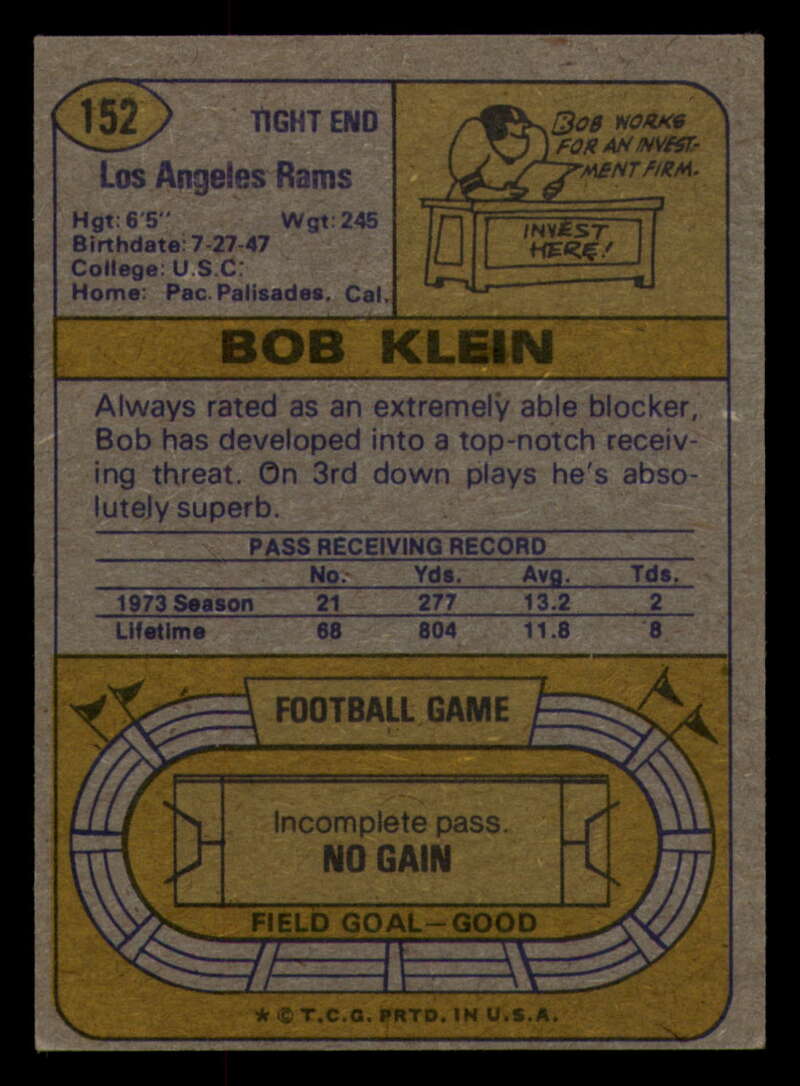 152
TIGHT END
Los Angeles Rams
Hgt: 6'5" Wgt: 245
Birthdate: 7-27-47
College: U.S.C.
Home: Pac. Palisades, Cal.
BOB WORKS
FOR AN INVEST-
MENT FIRM.
INVEST
HERE!
BOB KLEIN
Always rated as an extremely able blocker,
Bob has developed into a top-notch receiv-
ing threat. On 3rd down plays he's abso-
lutely superb.
PASS RECEIVING RECORD
No. Yds. Avg. Tds.
1973 Season 21 277 13.2 2
Lifetime 68 804 11.8 8
FOOTBALL GAME
Incomplete pass.
NO GAIN
FIELD GOAL—GOOD
* © T.C.G. PRTD. IN U.S.A.